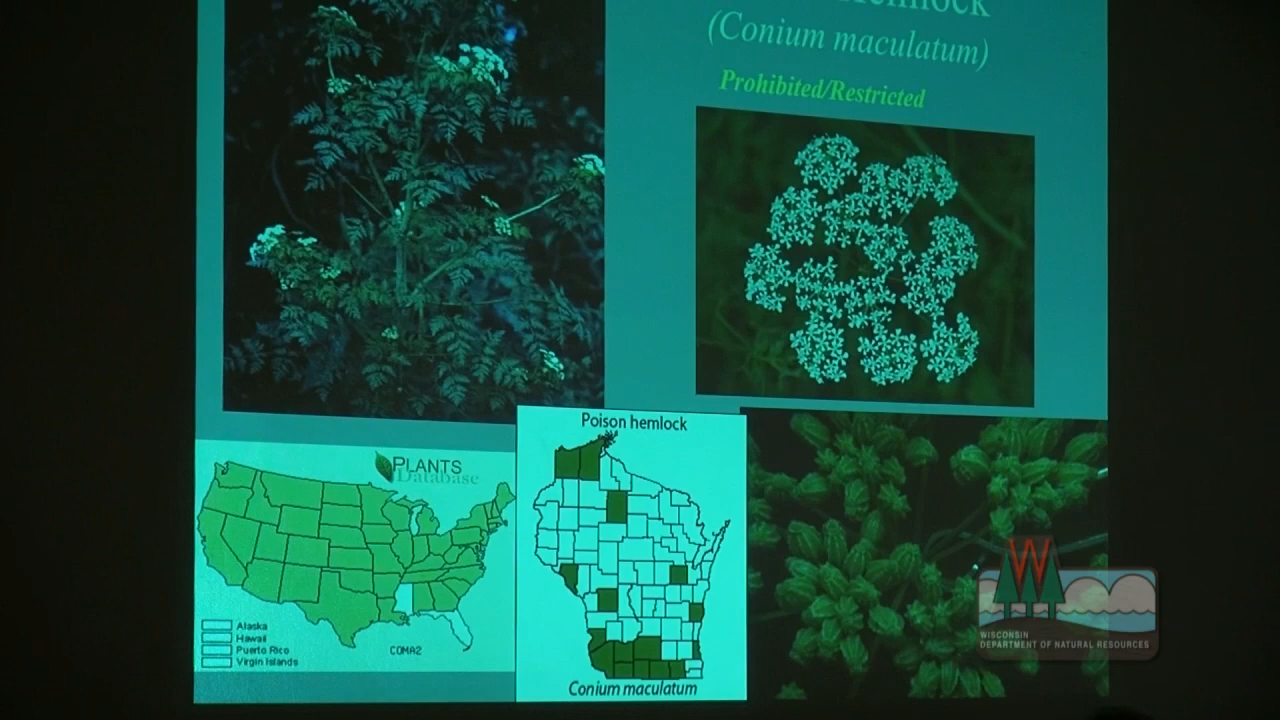 (Conium maculatum)
Prohibited/Restricted
Poison hemlock
PLANTS
Database
Alaska
Hawaii
Puerto Rico
Virgin Islands
COMA2
Conium maculatum
WISCONSIN
DEPARTMENT OF NATURAL RESOURCES